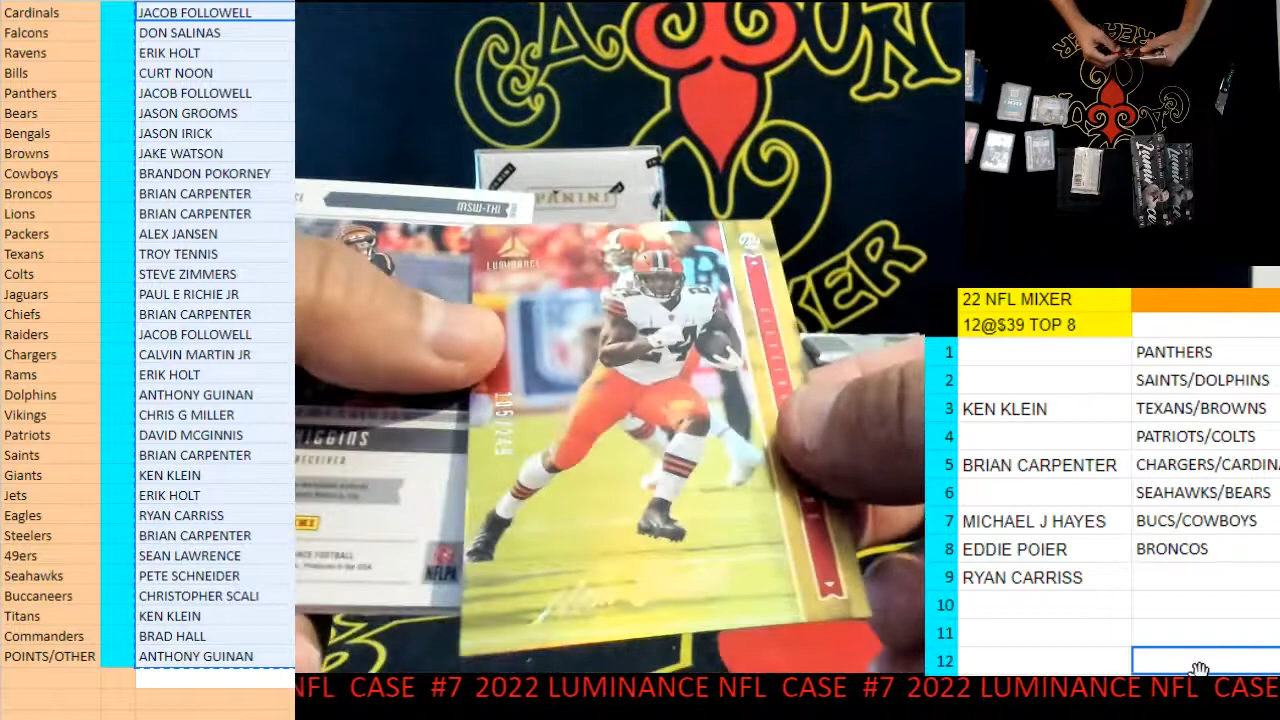 Cardinals JACOB FOLLOWELL
Falcons DON SALINAS
Ravens ERIK HOLT
Bills CURT NOON
Panthers JACOB FOLLOWELL
Bears JASON GROOMS
Bengals JASON IRICK
Browns JAKE WATSON
Cowboys BRANDON POKORNEY
Broncos BRIAN CARPENTER
Lions BRIAN CARPENTER
Packers ALEX JANSEN
Texans TROY TENNIS
Colts STEVE ZIMMERS
Jaguars PAUL E RICHIE JR
Chiefs BRIAN CARPENTER
Raiders JACOB FOLLOWELL
Chargers CALVIN MARTIN JR
Rams ERIK HOLT
Dolphins ANTHONY GUINAN
Vikings CHRIS G MILLER
Patriots DAVID MCGINNIS
Saints BRIAN CARPENTER
Giants KEN KLEIN
Jets ERIK HOLT
Eagles RYAN CARRISS
Steelers BRIAN CARPENTER
49ers SEAN LAWRENCE
Seahawks PETE SCHNEIDER
Buccaneers CHRISTOPHER SCALI
Titans KEN KLEIN
Commanders BRAD HALL
POINTS/OTHER ANTHONY GUINAN
PANINI
MSW-THI
LUMINANCE
24
105/249
HIGGINS
RECEIVER
NFLPA
22 NFL MIXER
12@$39 TOP 8
1 PANTHERS
2 SAINTS/DOLPHINS
3 KEN KLEIN TEXANS/BROWNS
4 PATRIOTS/COLTS
5 BRIAN CARPENTER CHARGERS/CARDINA
6 SEAHAWKS/BEARS
7 MICHAEL J HAYES BUCS/COWBOYS
8 EDDIE POIER BRONCOS
9 RYAN CARRISS
10
11
12
NFL CASE #7 2022 LUMINANCE NFL CASE #7 2022 LUMINANCE NFL CASE